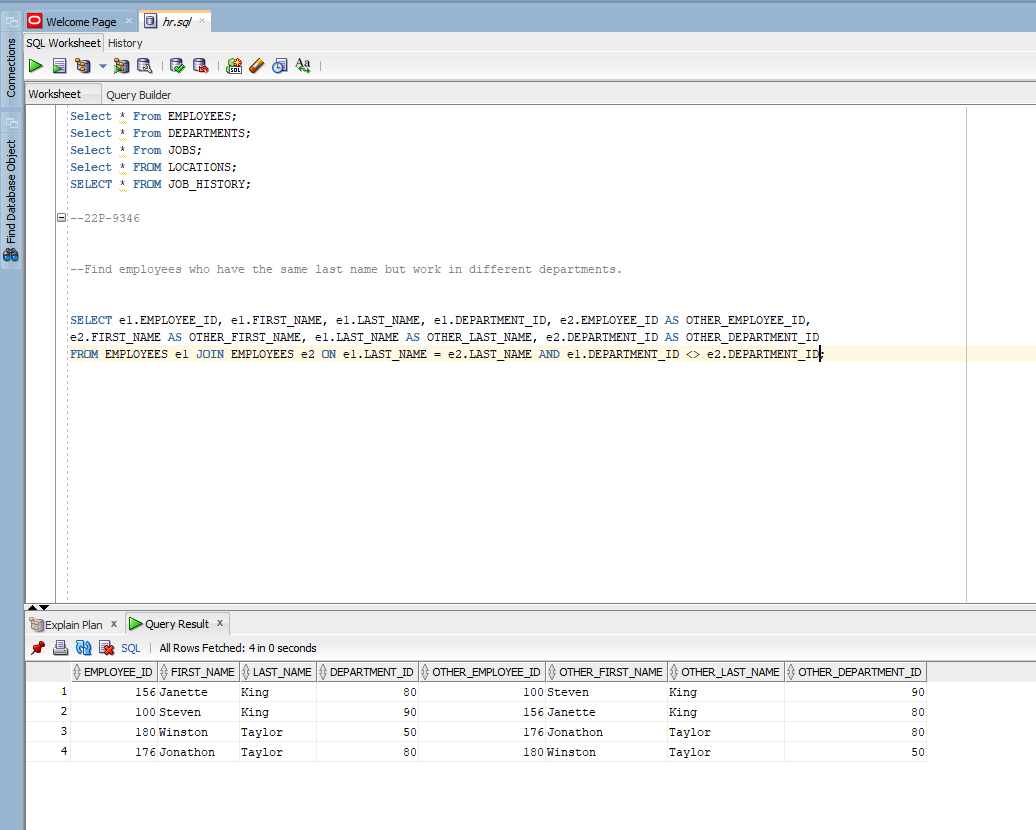 Welcome Page × hr.sql ×
SQL Worksheet History
Connections
Find Database Object
Worksheet Query Builder
Select * From EMPLOYEES;
Select * From DEPARTMENTS;
Select * From JOBS;
Select * FROM LOCATIONS;
SELECT * FROM JOB_HISTORY;
--22P-9346
--Find employees who have the same last name but work in different departments.
SELECT e1.EMPLOYEE_ID, e1.FIRST_NAME, e1.LAST_NAME, e1.DEPARTMENT_ID, e2.EMPLOYEE_ID AS OTHER_EMPLOYEE_ID,
e2.FIRST_NAME AS OTHER_FIRST_NAME, e1.LAST_NAME AS OTHER_LAST_NAME, e2.DEPARTMENT_ID AS OTHER_DEPARTMENT_ID
FROM EMPLOYEES e1 JOIN EMPLOYEES e2 ON e1.LAST_NAME = e2.LAST_NAME AND e1.DEPARTMENT_ID <> e2.DEPARTMENT_ID;
Explain Plan x Query Result x
SQL | All Rows Fetched: 4 in 0 seconds
EMPLOYEE_ID FIRST_NAME LAST_NAME DEPARTMENT_ID OTHER_EMPLOYEE_ID OTHER_FIRST_NAME OTHER_LAST_NAME OTHER_DEPARTMENT_ID
1 156 Janette King 80 100 Steven King 90
2 100 Steven King 90 156 Janette King 80
3 180 Winston Taylor 50 176 Jonathon Taylor 80
4 176 Jonathon Taylor 80 180 Winston Taylor 50